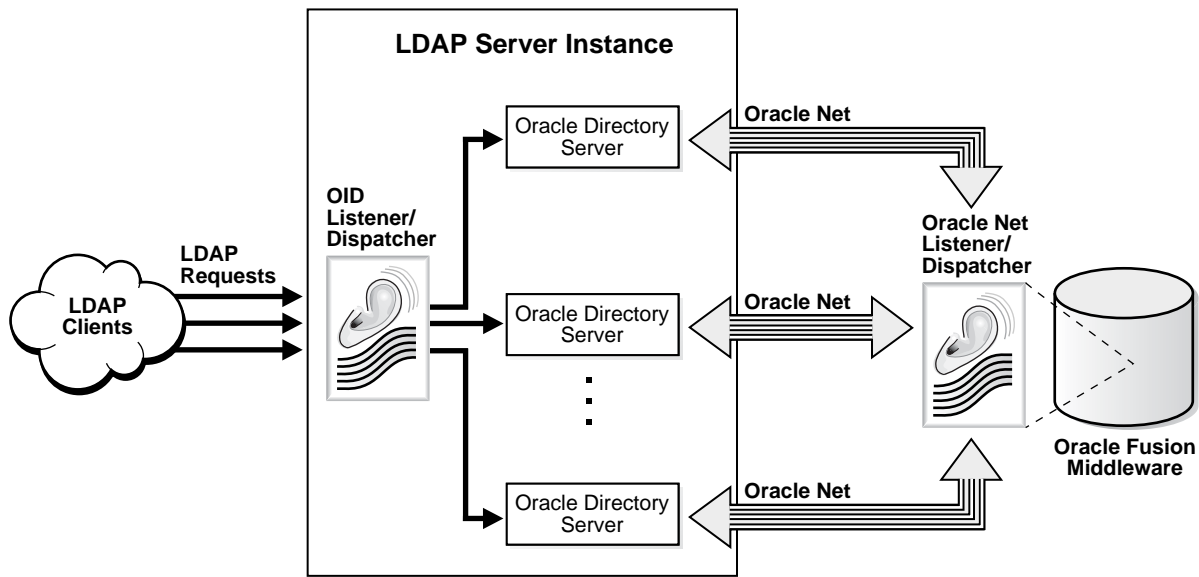 LDAP Server Instance
Oracle Directory
Server
Oracle Net
OID
Listener/
Dispatcher
Oracle Net
Listener/
Dispatcher
LDAP
Requests
LDAP
Clients
Oracle Directory
Server
Oracle Net
Oracle Fusion
Middleware
Oracle Directory
Server
Oracle Net